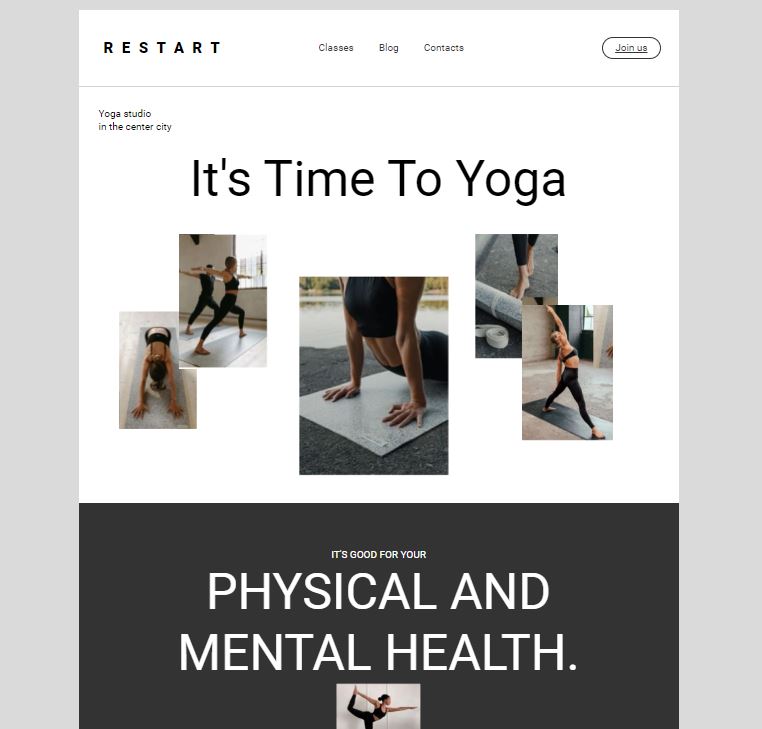 RESTART
Classes Blog Contacts
Join us
Yoga studio
in the center city
It's Time To Yoga
IT'S GOOD FOR YOUR
PHYSICAL AND
MENTAL HEALTH.